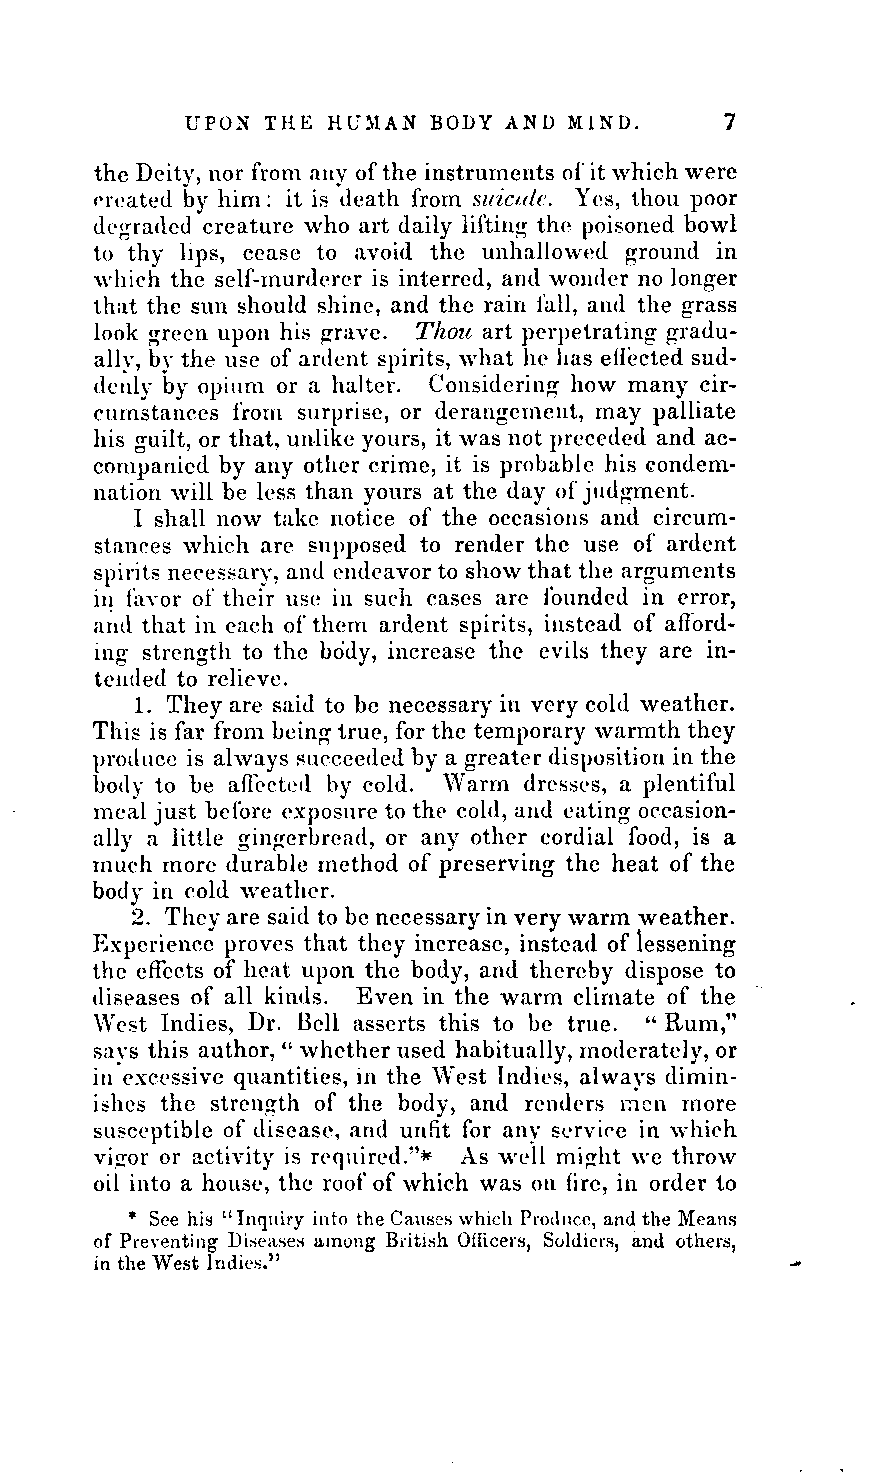 UPON THE HUMAN BODY AND MIND. 7
the Deity, nor from any of the instruments of it which were
created by him: it is death from suicide. Yes, thou poor
degraded creature who art daily lifting the poisoned bowl
to thy lips, cease to avoid the unhallowed ground in
which the self-murderer is interred, and wonder no longer
that the sun should shine, and the rain fall, and the grass
look green upon his grave. Thou art perpetrating gradu-
ally, by the use of ardent spirits, what he has effected sud-
denly by opium or a halter. Considering how many cir-
cumstances from surprise, or derangement, may palliate
his guilt, or that, unlike yours, it was not preceded and ac-
companied by any other crime, it is probable his condem-
nation will be less than yours at the day of judgment.
I shall now take notice of the occasions and circum-
stances which are supposed to render the use of ardent
spirits necessary, and endeavor to show that the arguments
in favor of their use in such cases are founded in error,
and that in each of them ardent spirits, instead of afford-
ing strength to the body, increase the evils they are in-
tended to relieve.
1. They are said to be necessary in very cold weather.
This is far from being true, for the temporary warmth they
produce is always succeeded by a greater disposition in the
body to be affected by cold. Warm dresses, a plentiful
meal just before exposure to the cold, and eating occasion-
ally a little gingerbread, or any other cordial food, is a
much more durable method of preserving the heat of the
body in cold weather.
2. They are said to be necessary in very warm weather.
Experience proves that they increase, instead of lessening
the effects of heat upon the body, and thereby dispose to
diseases of all kinds. Even in the warm climate of the
West Indies, Dr. Bell asserts this to be true. "Rum,"
says this author, "whether used habitually, moderately, or
in excessive quantities, in the West Indies, always dimin-
ishes the strength of the body, and renders men more
susceptible of disease, and unfit for any service in which
vigor or activity is required."* As well might we throw
oil into a house, the roof of which was on fire, in order to
* See his "Inquiry into the Causes which Produce, and the Means
of Preventing Diseases among British Officers, Soldiers, and others,
in the West Indies."